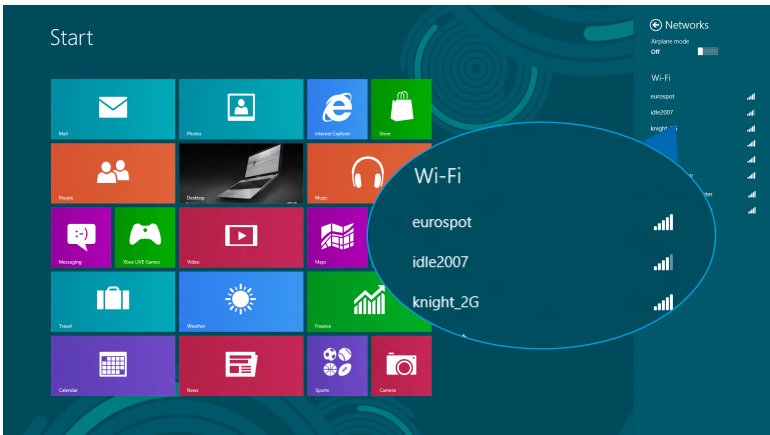 Start
Mail
Photos
Internet Explorer
Store
People
Desktop
Music
:-)
Messaging
Xbox LIVE Games
Video
Maps
Travel
Weather
Finance
Calendar
News
Sports
Camera
Networks
Airplane mode
Off
Wi-Fi
eurospot
idle2007
knight
Wi-Fi
eurospot
idle2007
knight_2G